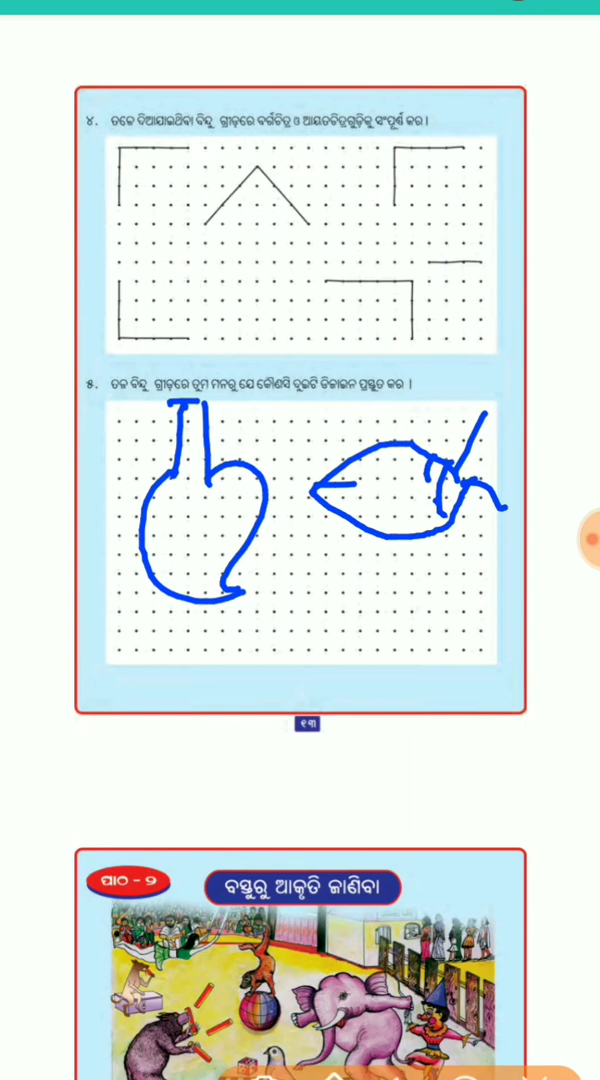 ୪. ତଳେ ଦିଆଯାଇଥିବା ବିନ୍ଦୁ ଗ୍ରୀଡ଼ରେ ବର୍ଗଚିତ୍ର ଓ ଆୟତଚିତ୍ରଗୁଡ଼ିକୁ ସଂପୂର୍ଣ୍ଣ କର ।
୫. ତଳ ବିନ୍ଦୁ ଗ୍ରୀଡ଼ରେ ତୁମ ମନରୁ ଯେ କୌଣସି ଦୁଇଟି ଡିଜାଇନ ପ୍ରସ୍ତୁତ କର ।
୧୩
ପାଠ - ୨
ବସ୍ତୁରୁ ଆକୃତି ଜାଣିବା